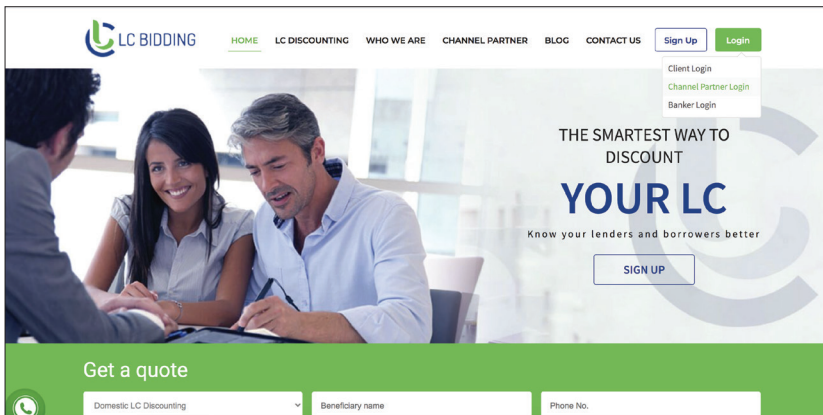 LC BIDDING
HOME LC DISCOUNTING WHO WE ARE CHANNEL PARTNER BLOG CONTACT US Sign Up Login
Client Login
Channel Partner Login
Banker Login
THE SMARTEST WAY TO
DISCOUNT
YOUR LC
Know your lenders and borrowers better
SIGN UP
Get a quote
Domestic LC Discounting Beneficiary name Phone No.